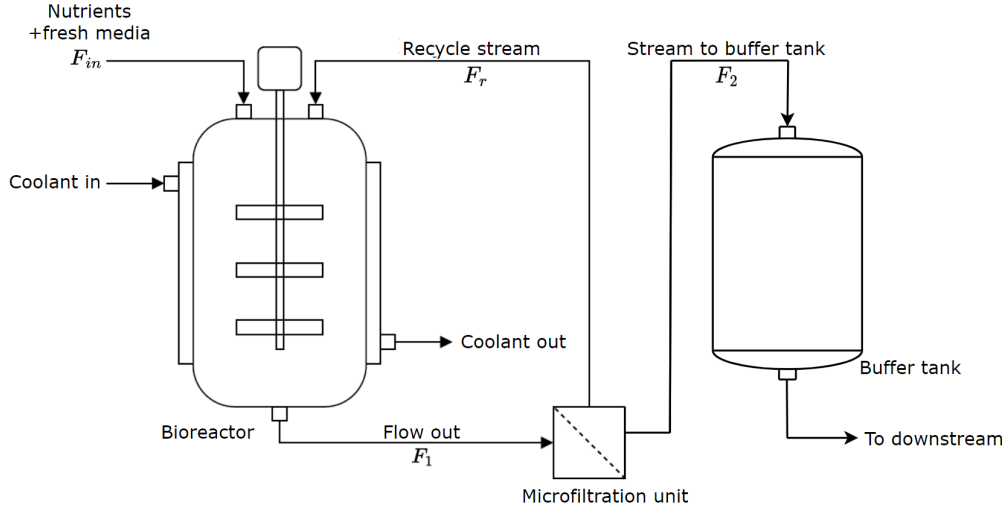 Nutrients
+fresh media
F_in
Recycle stream
F_r
Stream to buffer tank
F_2
Coolant in
Coolant out
Buffer tank
Bioreactor
Flow out
F_1
To downstream
Microfiltration unit